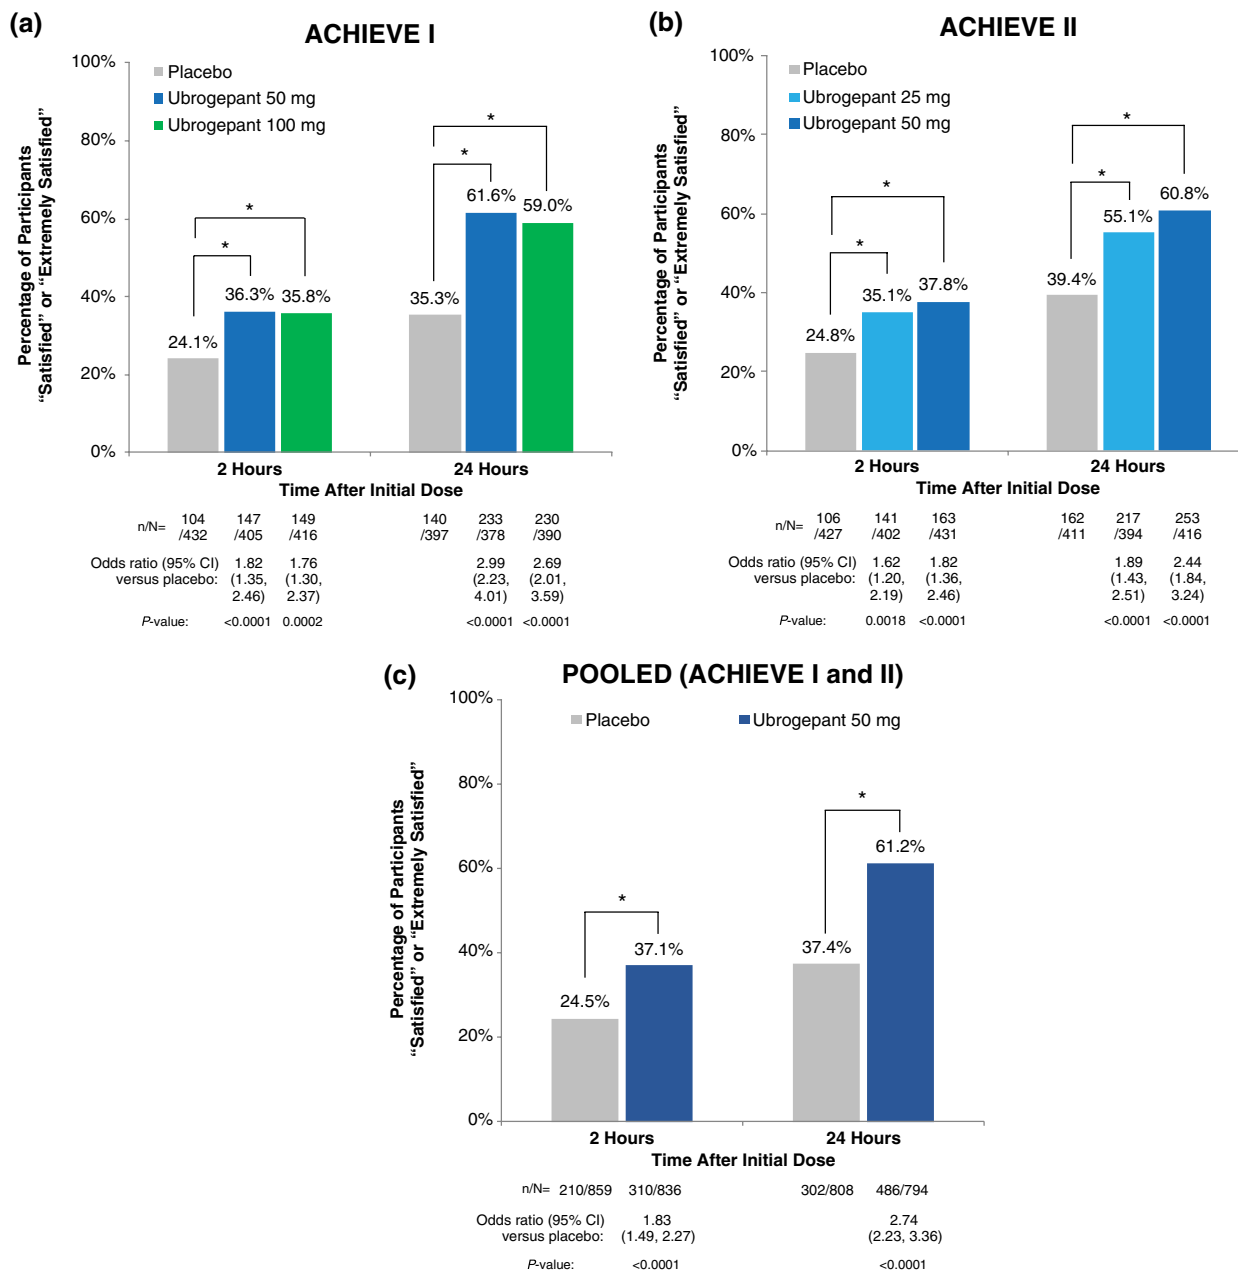 (a)
ACHIEVE I
Percentage of Participants
“Satisfied” or “Extremely Satisfied”
100%
80%
60%
40%
20%
0%
Placebo
Ubrogepant 50 mg
Ubrogepant 100 mg
* * * *
24.1% 36.3% 35.8% 35.3% 61.6% 59.0%
2 Hours 24 Hours
Time After Initial Dose
n/N= 104 147 149 140 233 230
/432 /405 /416 /397 /378 /390
Odds ratio (95% CI) 1.82 1.76 2.99 2.69
versus placebo: (1.35, (1.30, (2.23, (2.01,
2.46) 2.37) 4.01) 3.59)
P-value: <0.0001 0.0002 <0.0001 <0.0001
(b)
ACHIEVE II
Percentage of Participants
“Satisfied” or “Extremely Satisfied”
100%
80%
60%
40%
20%
0%
Placebo
Ubrogepant 25 mg
Ubrogepant 50 mg
* * * *
24.8% 35.1% 37.8% 39.4% 55.1% 60.8%
2 Hours 24 Hours
Time After Initial Dose
n/N= 106 141 163 162 217 253
/427 /402 /431 /411 /394 /416
Odds ratio (95% CI) 1.62 1.82 1.89 2.44
versus placebo: (1.20, (1.36, (1.43, (1.84,
2.19) 2.46) 2.51) 3.24)
P-value: 0.0018 <0.0001 <0.0001 <0.0001
(c)
POOLED (ACHIEVE I and II)
Percentage of Participants
“Satisfied” or “Extremely Satisfied”
100%
80%
60%
40%
20%
0%
Placebo Ubrogepant 50 mg
* *
24.5% 37.1% 37.4% 61.2%
2 Hours 24 Hours
Time After Initial Dose
n/N= 210/859 310/836 302/808 486/794
Odds ratio (95% CI) 1.83 2.74
versus placebo: (1.49, 2.27) (2.23, 3.36)
P-value: <0.0001 <0.0001